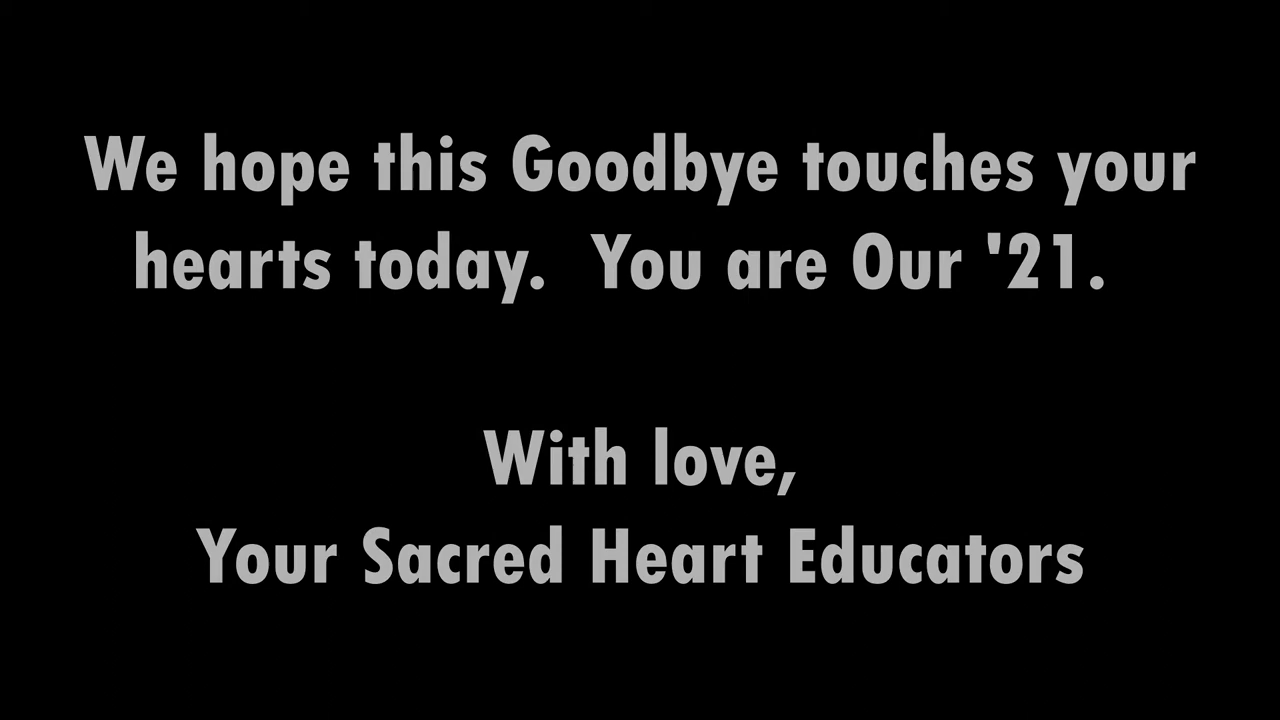 We hope this Goodbye touches your
hearts today.  You are Our '21.
With love,
Your Sacred Heart Educators